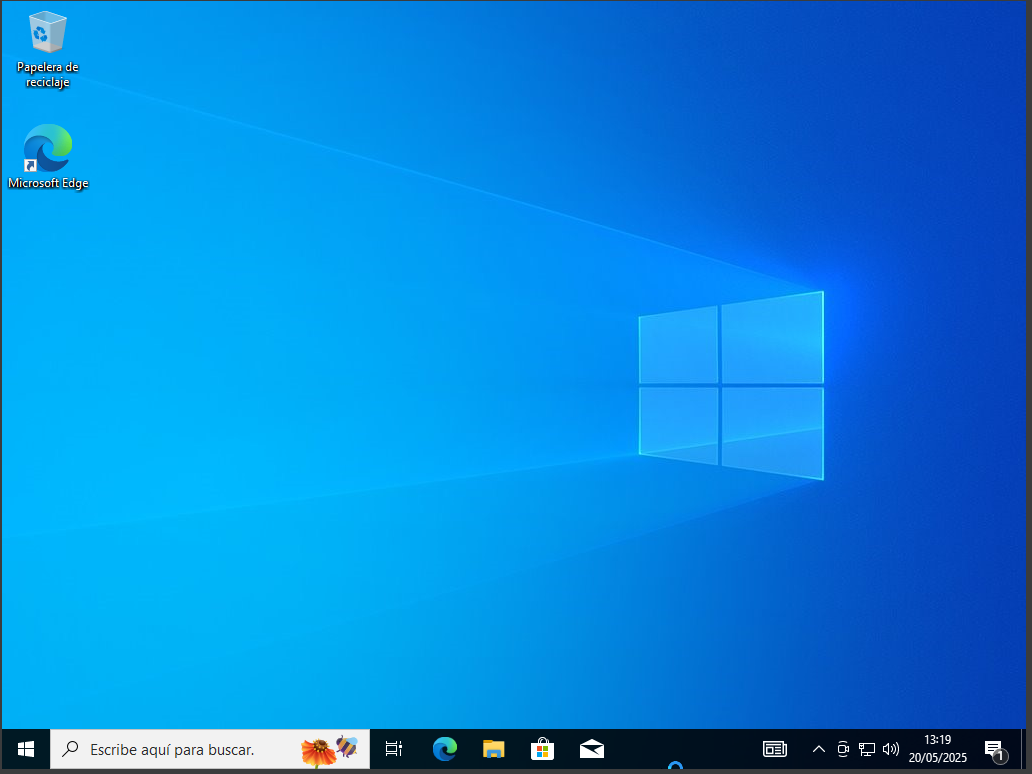 Papelera de
reciclaje
Microsoft Edge
Escribe aquí para buscar.
13:19
20/05/2025
1